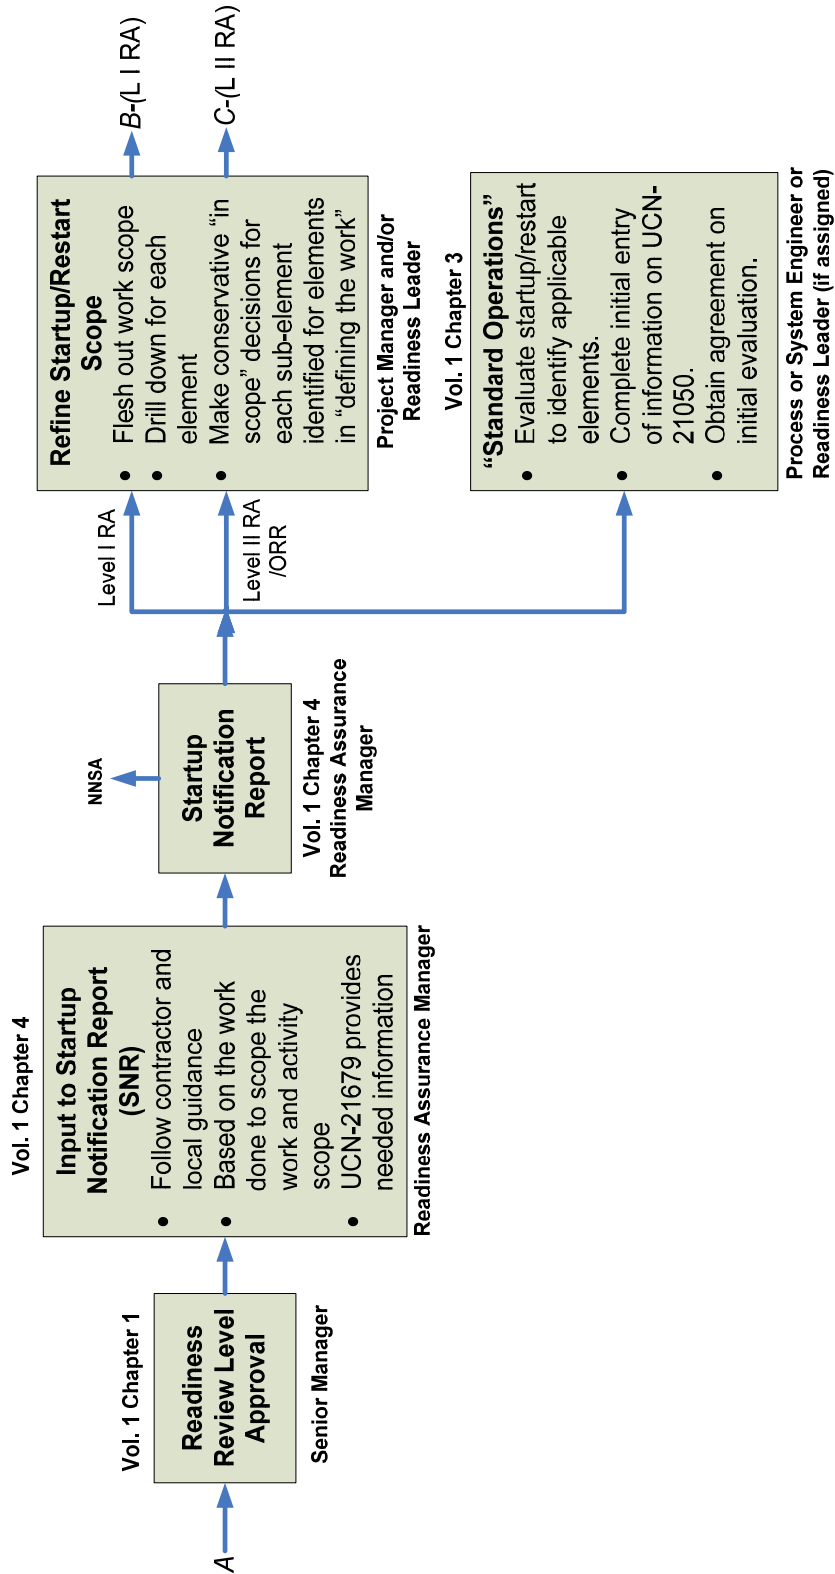 A
Vol. 1 Chapter 1
Readiness
Review Level
Approval
Senior Manager
Vol. 1 Chapter 4
Input to Startup
Notification Report
(SNR)
• Follow contractor and
local guidance
• Based on the work
done to scope the
work and activity
scope
• UCN-21679 provides
needed information
Readiness Assurance Manager
NNSA
Startup
Notification
Report
Vol. 1 Chapter 4
Readiness Assurance
Manager
Level I RA
Level II RA
/ORR
Refine Startup/Restart
Scope
• Flesh out work scope
• Drill down for each
element
• Make conservative “in
scope” decisions for
each sub-element
identified for elements
in “defining the work”
Project Manager and/or
Readiness Leader
B-(L I RA)
C-(L II RA)
Vol. 1 Chapter 3
“Standard Operations”
• Evaluate startup/restart
to identify applicable
elements.
• Complete initial entry
of information on UCN-
21050.
• Obtain agreement on
initial evaluation.
Process or System Engineer or
Readiness Leader (if assigned)